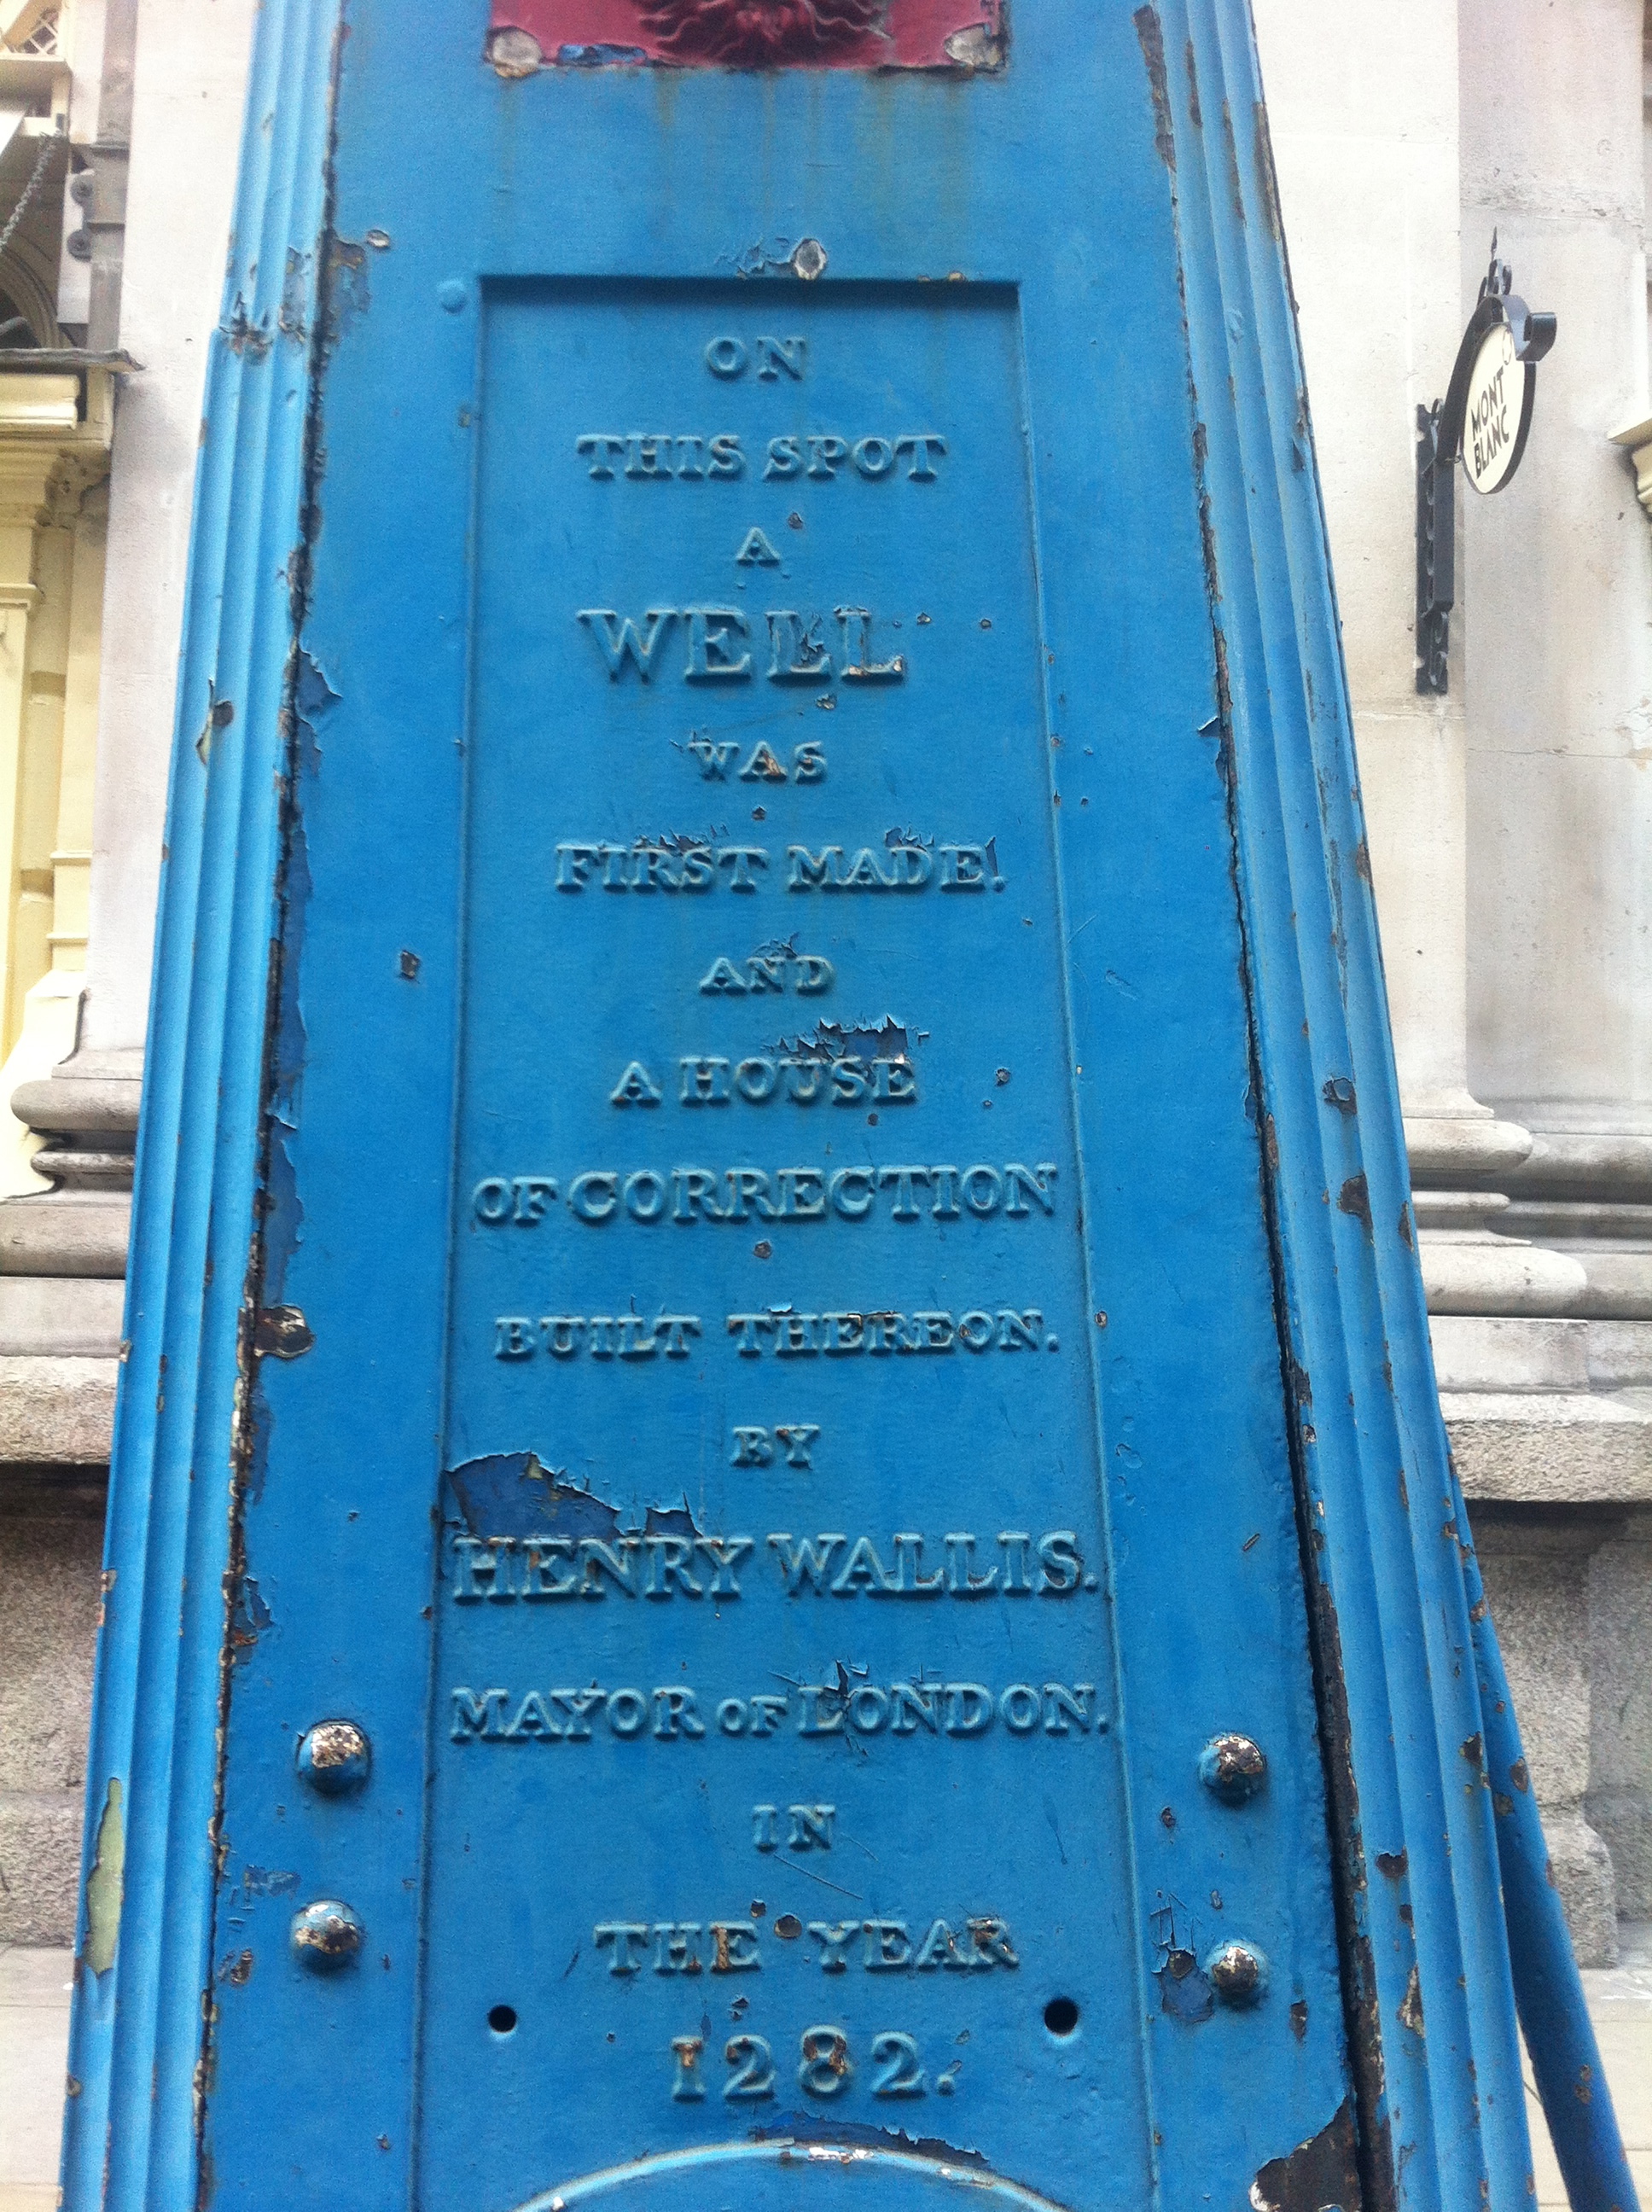 ON
THIS SPOT
A
WELL
WAS
FIRST MADE.
AND
A HOUSE
OF CORRECTION
BUILT THEREON.
BY
HENRY WALLIS.
MAYOR OF LONDON.
IN
THE YEAR
1282.
MONT
BLANC